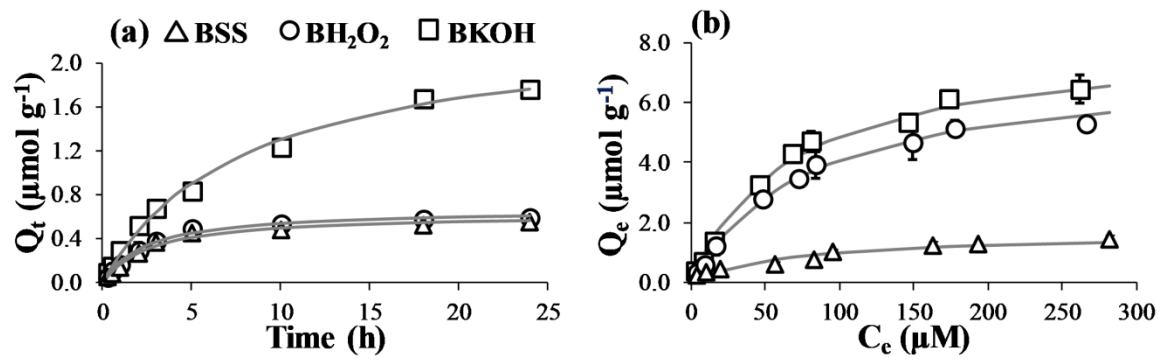 (a) △ BSS ○ BH₂O₂ □ BKOH
Qₜ (µmol g⁻¹)
2.0
1.6
1.2
0.8
0.4
0.0
0 5 10 15 20 25
Time (h)
(b)
Qₑ (µmol g⁻¹)
8.0
6.0
4.0
2.0
0.0
0 50 100 150 200 250 300
Cₑ (µM)